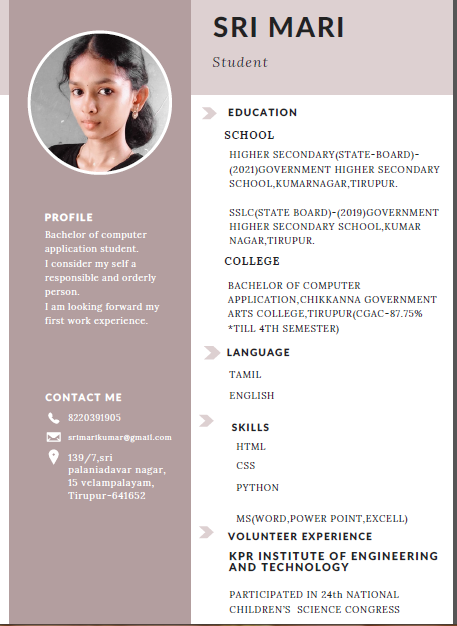 SRI MARI
Student
PROFILE
Bachelor of computer
application student.
I consider my self a
responsible and orderly
person.
I am looking forward my
first work experience.
CONTACT ME
8220391905
srimarikumar@gmail.com
139/7,sri
palaniadavar nagar,
15 velampalayam,
Tirupur-641652
EDUCATION
SCHOOL
HIGHER SECONDARY(STATE-BOARD)-
(2021)GOVERNMENT HIGHER SECONDARY
SCHOOL,KUMARNAGAR,TIRUPUR.
SSLC(STATE BOARD)-(2019)GOVERNMENT
HIGHER SECONDARY SCHOOL,KUMAR
NAGAR,TIRUPUR.
COLLEGE
BACHELOR OF COMPUTER
APPLICATION,CHIKKANNA GOVERNMENT
ARTS COLLEGE,TIRUPUR(CGAC-87.75%
*TILL 4TH SEMESTER)
LANGUAGE
TAMIL
ENGLISH
SKILLS
HTML
CSS
PYTHON
MS(WORD,POWER POINT,EXCELL)
VOLUNTEER EXPERIENCE
KPR INSTITUTE OF ENGINEERING
AND TECHNOLOGY
PARTICIPATED IN 24th NATIONAL
CHILDREN'S SCIENCE CONGRESS